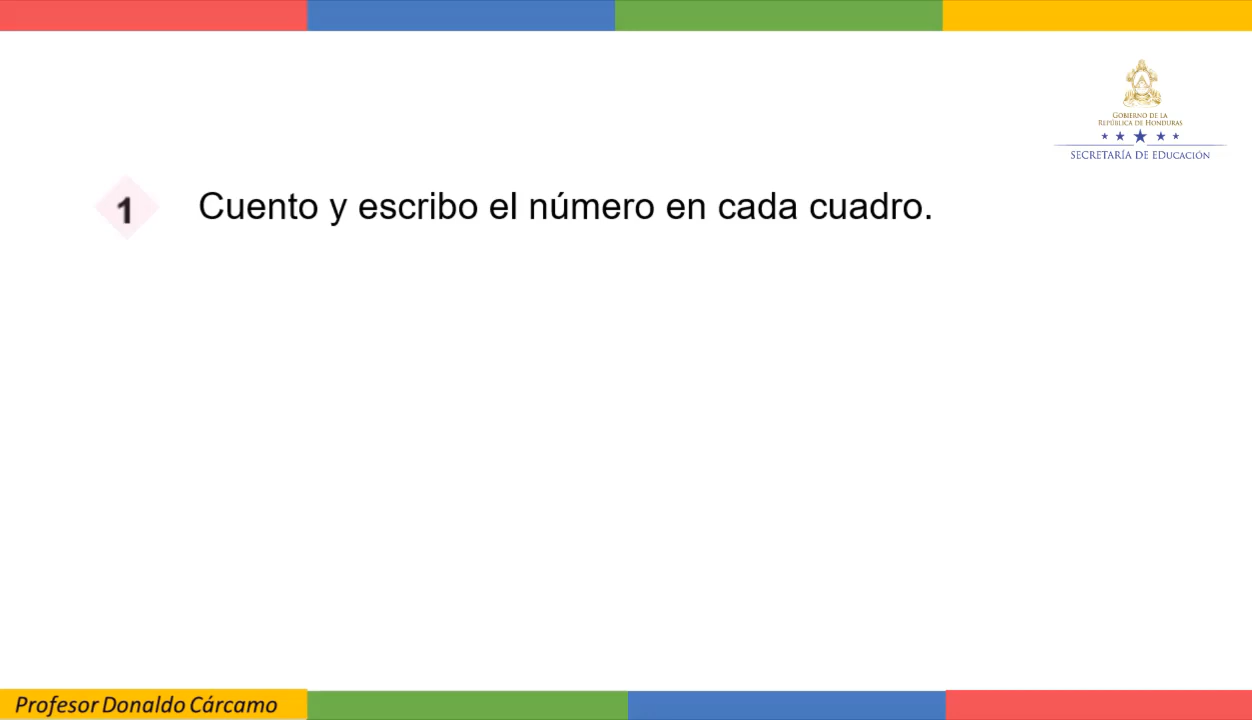 GOBIERNO DE LA
REPÚBLICA DE HONDURAS
SECRETARÍA DE EDUCACIÓN
1 Cuento y escribo el número en cada cuadro.
Profesor Donaldo Cárcamo